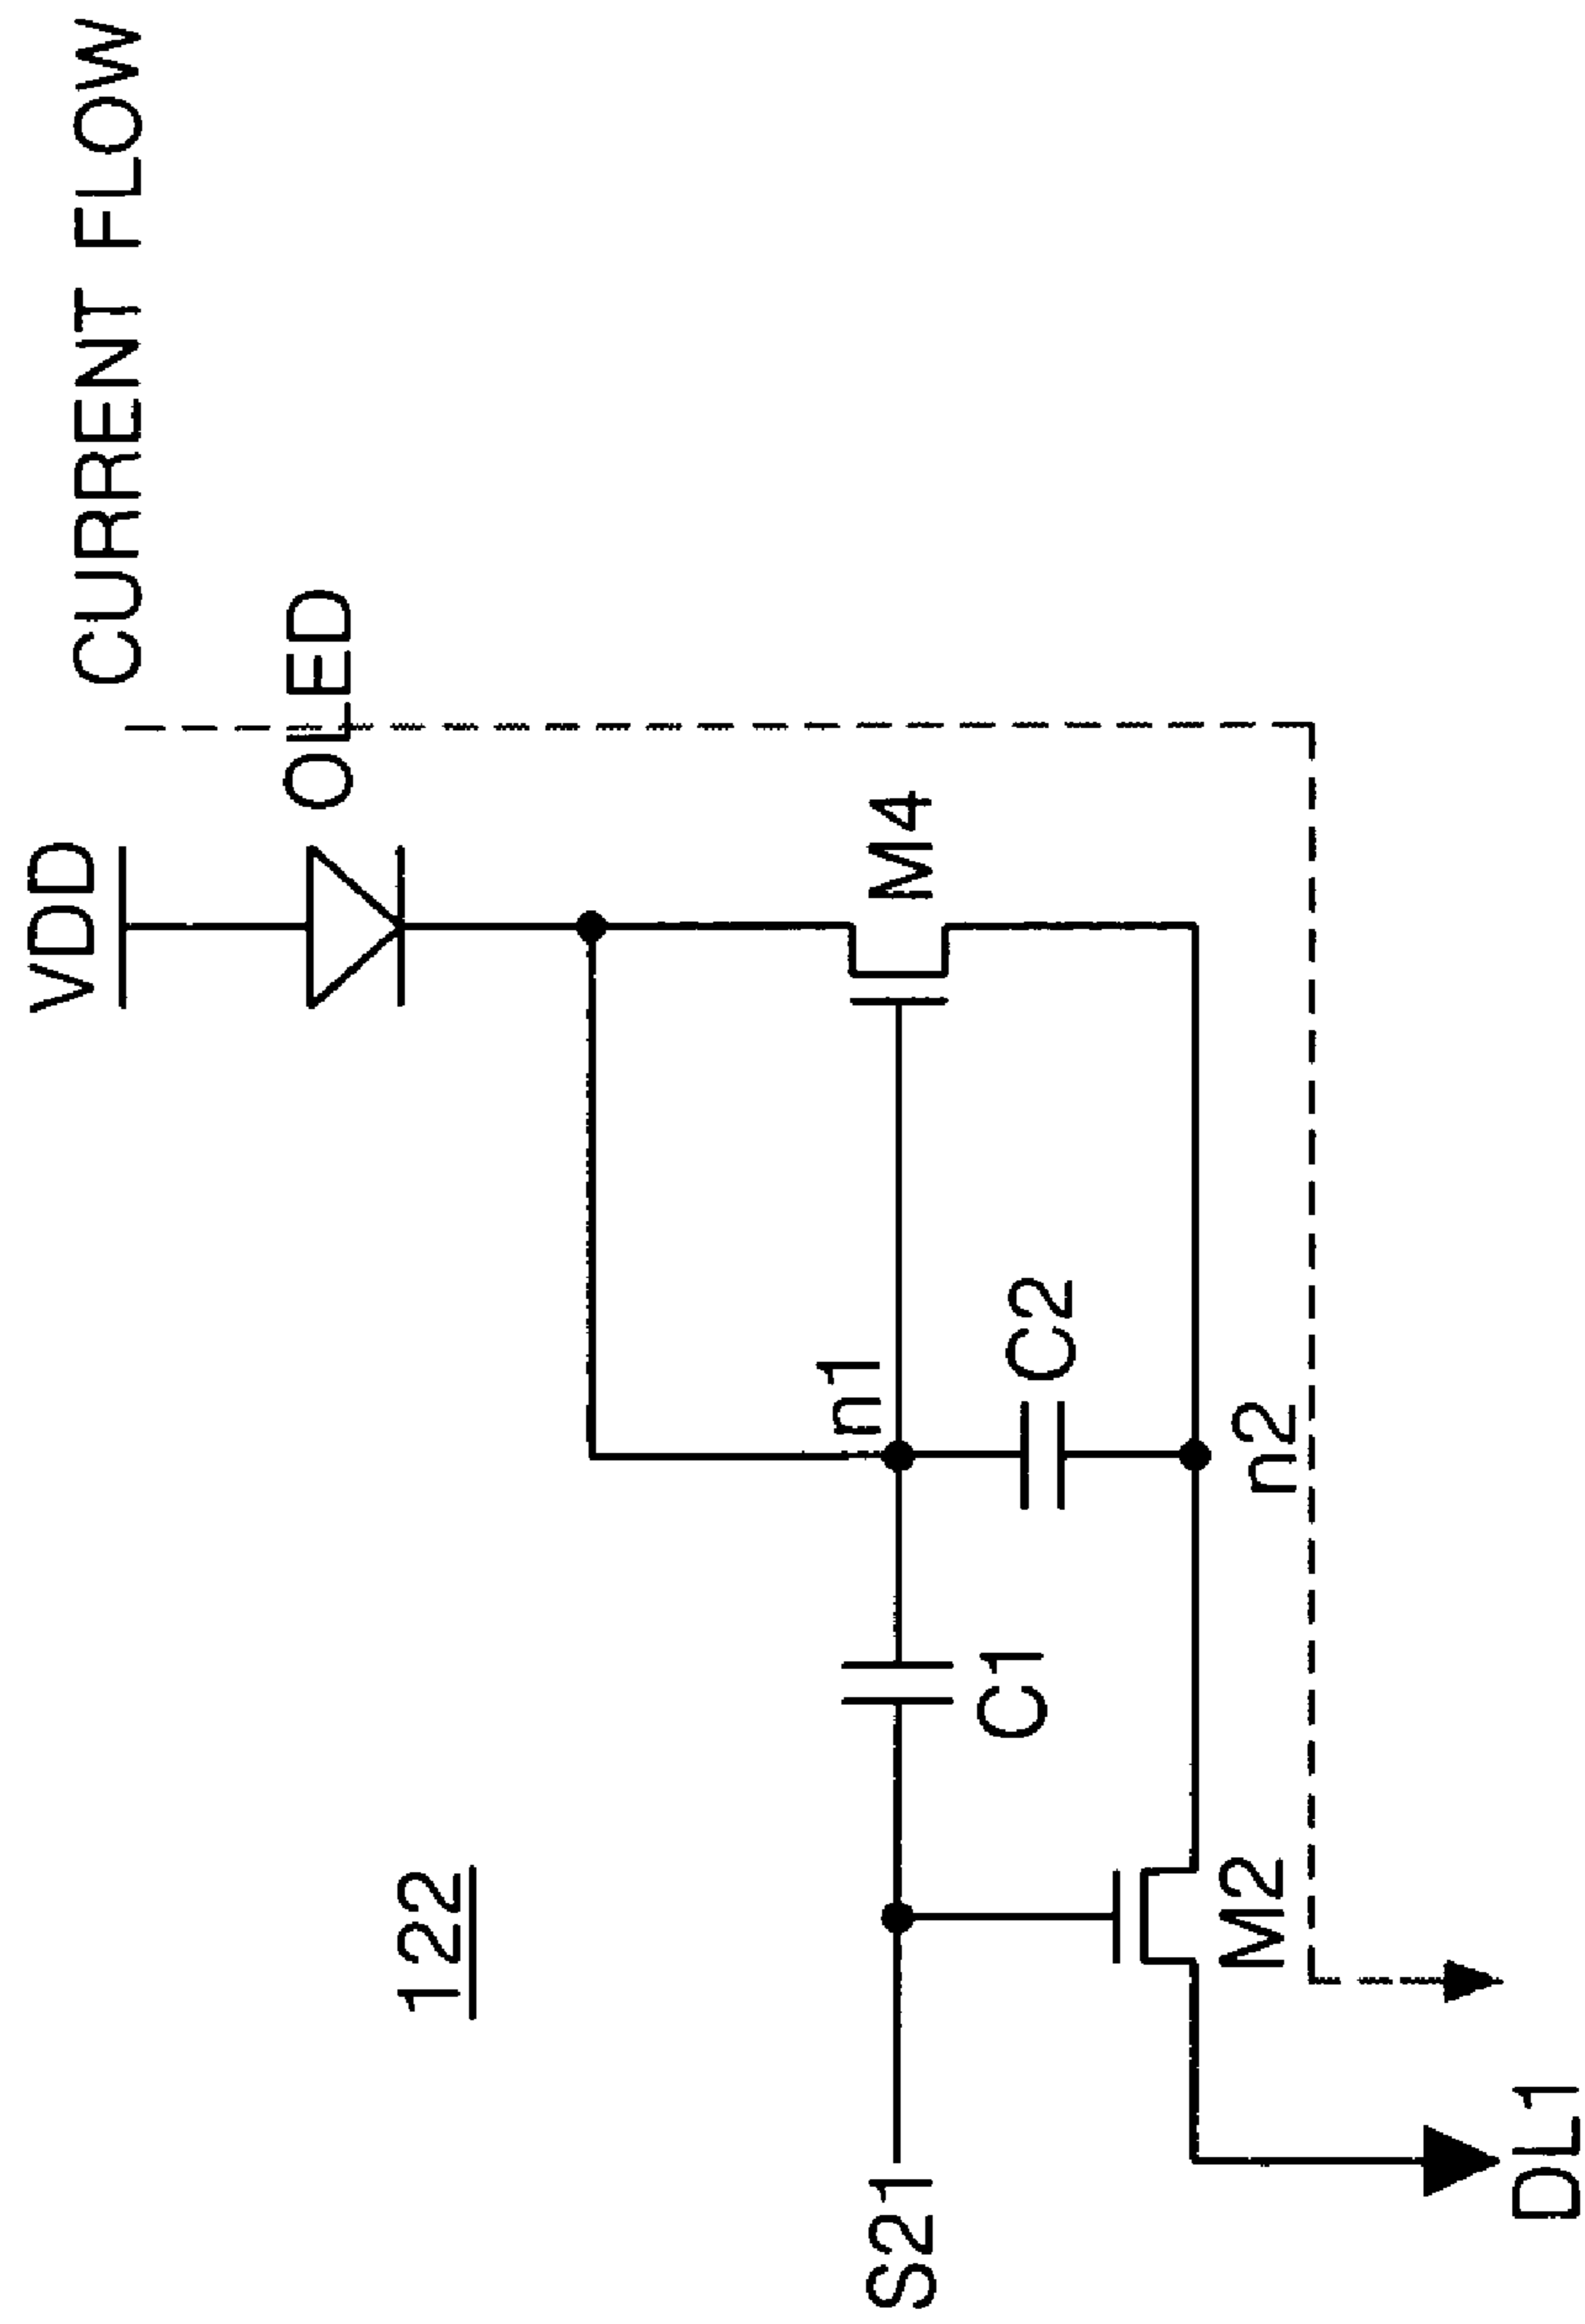 CURRENT FLOW
VDD
OLED
122
n1
M4
S21
C1
C2
M2
n2
DL1